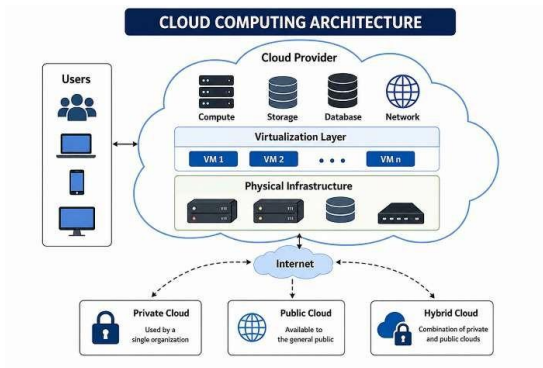 CLOUD COMPUTING ARCHITECTURE
Users
Cloud Provider
Compute
Storage
Database
Network
Virtualization Layer
VM 1
VM 2
VM n
Physical Infrastructure
Internet
Private Cloud
Used by a
single organization
Public Cloud
Available to
the general public
Hybrid Cloud
Combination of private
and public clouds